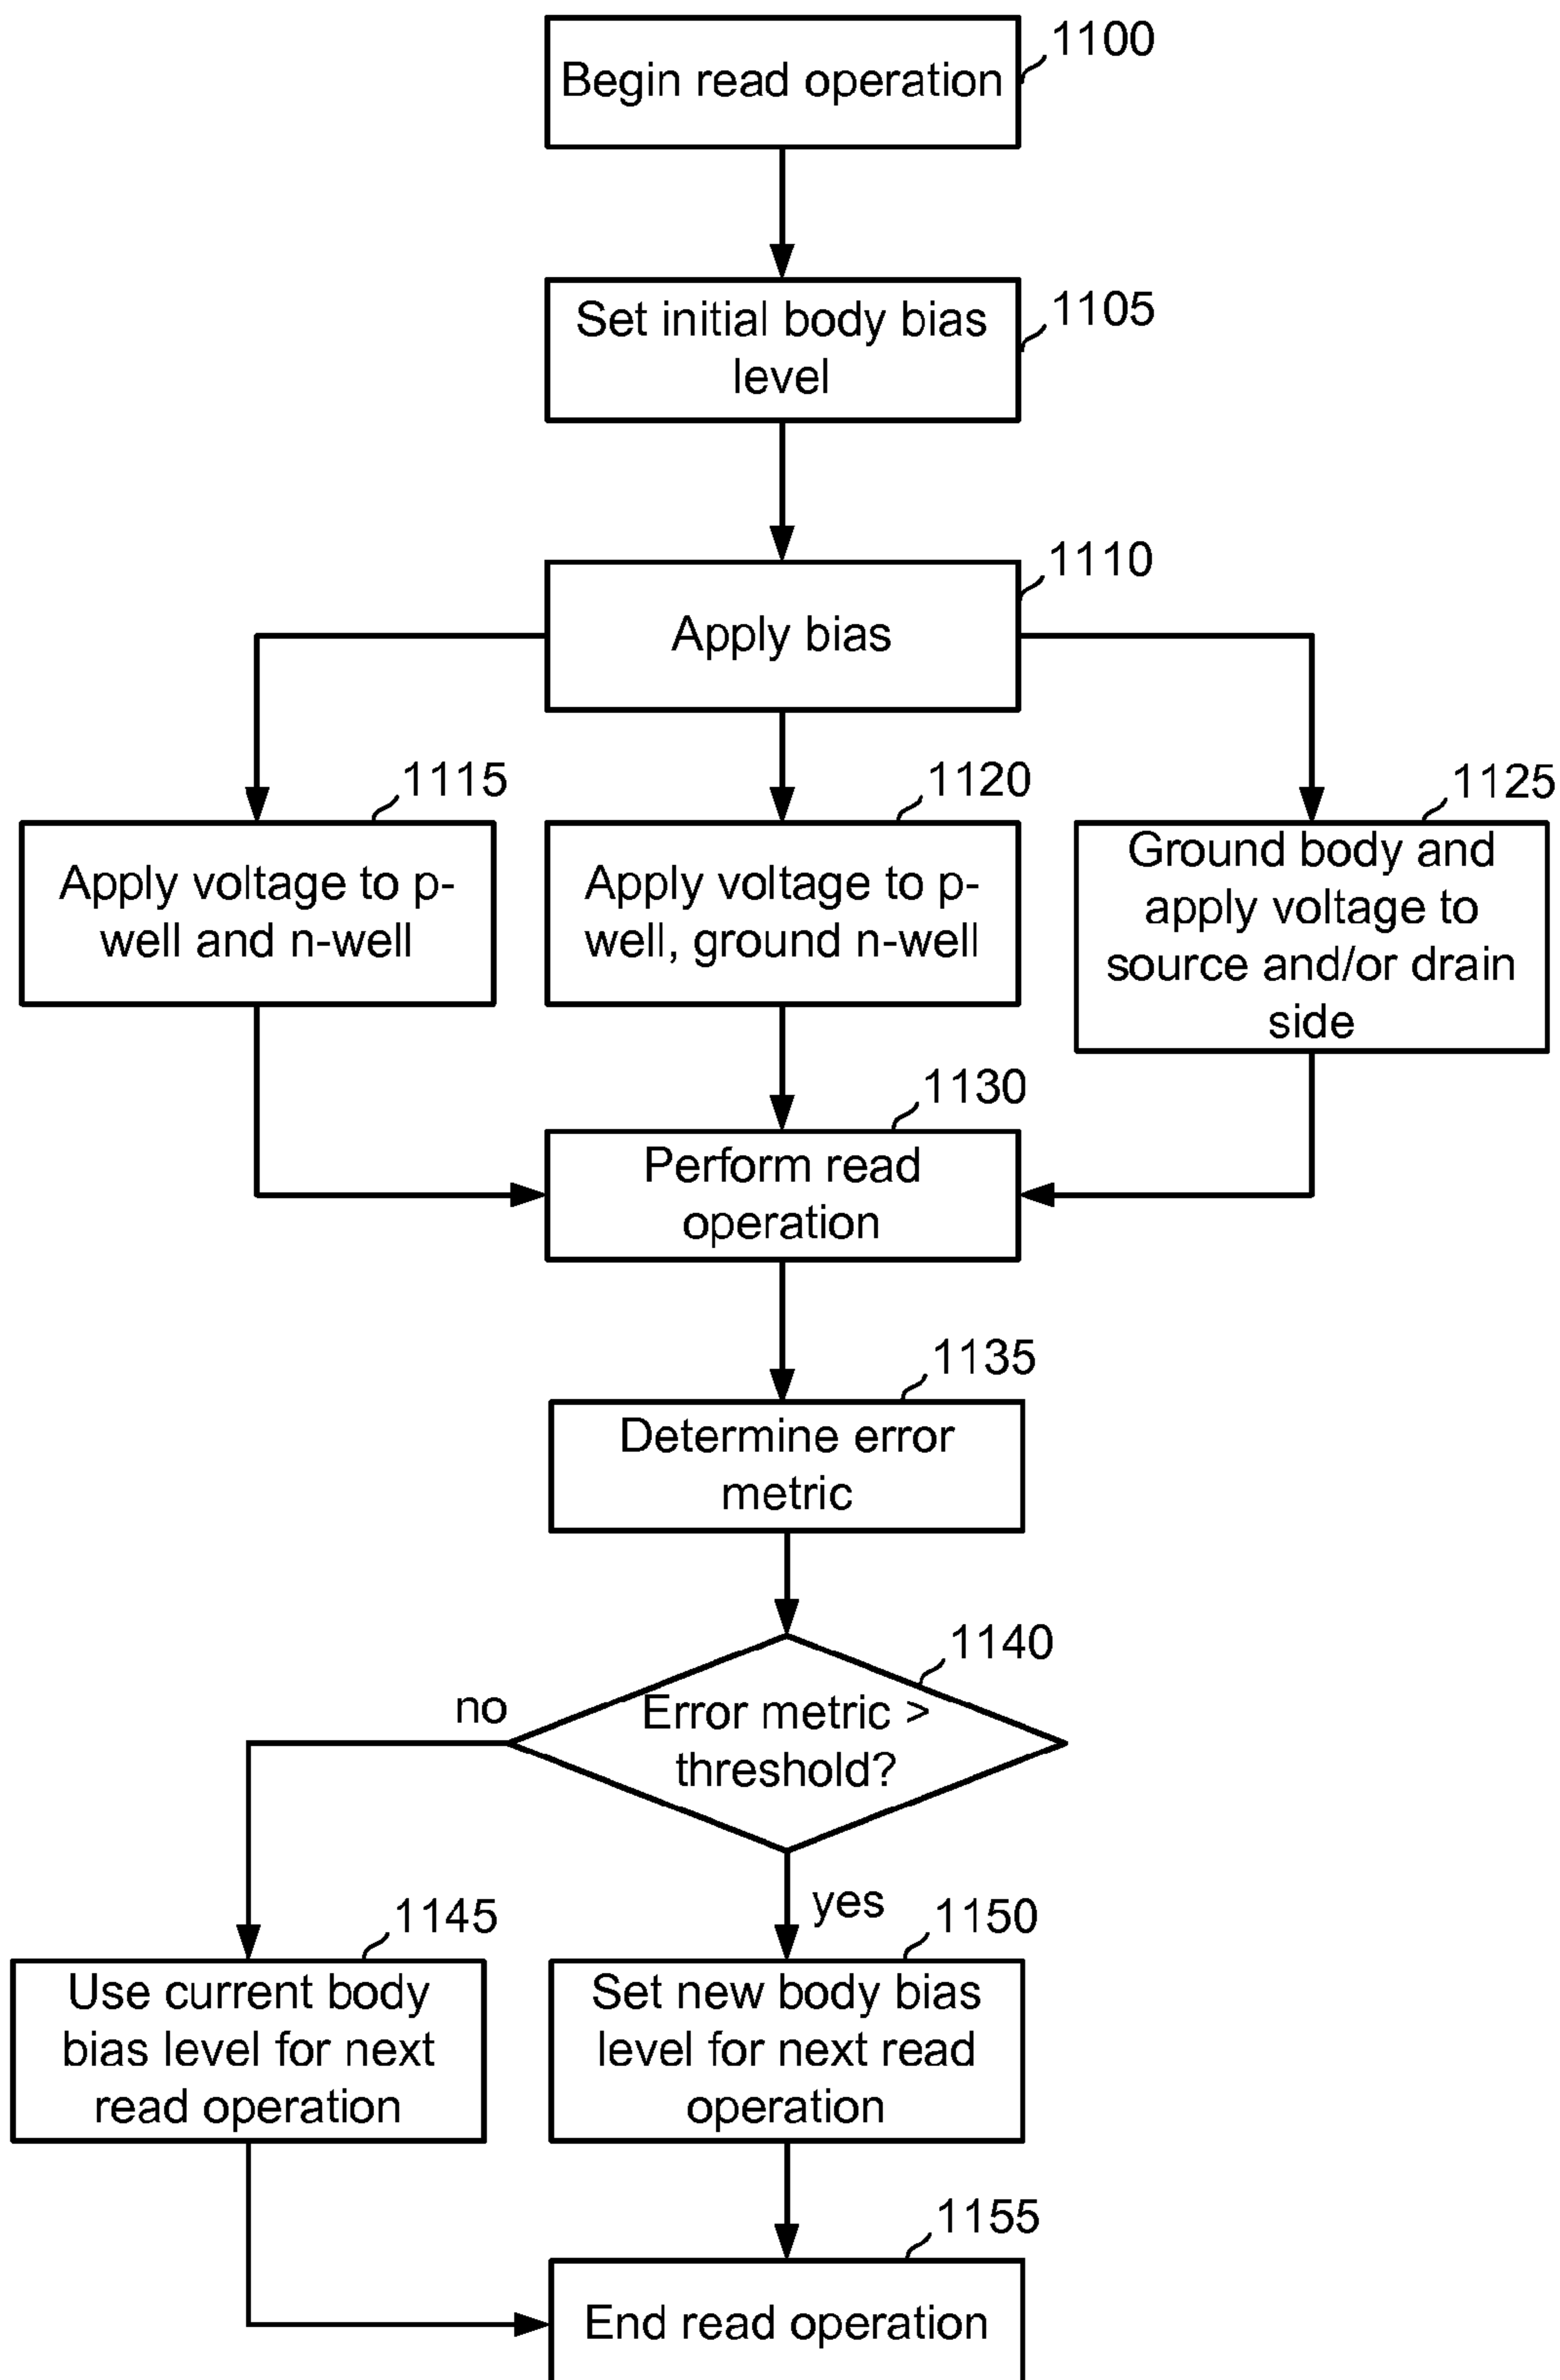 1100
Begin read operation
1105
Set initial body bias
level
1110
Apply bias
1115
Apply voltage to p-
well and n-well
1120
Apply voltage to p-
well, ground n-well
1125
Ground body and
apply voltage to
source and/or drain
side
1130
Perform read
operation
1135
Determine error
metric
1140
Error metric >
threshold?
no
yes
1145
Use current body
bias level for next
read operation
1150
Set new body bias
level for next read
operation
1155
End read operation